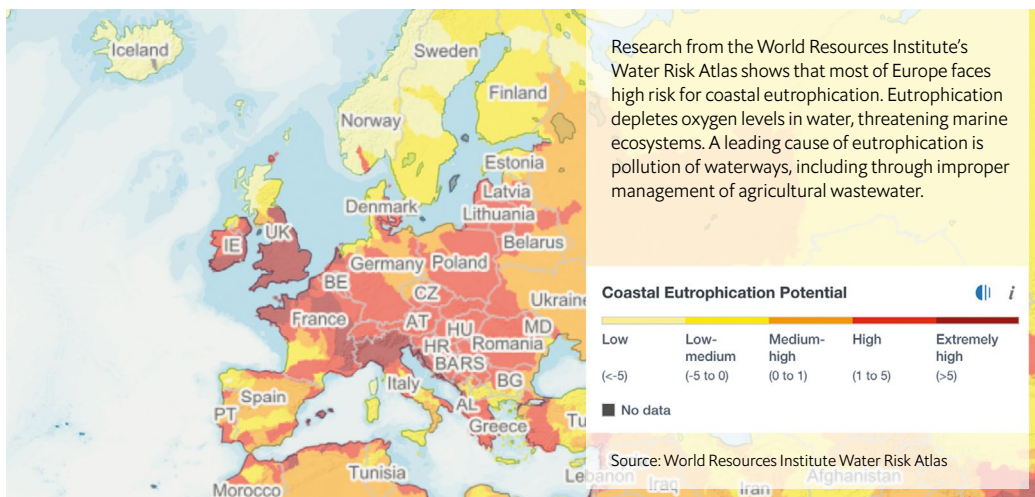 Iceland
Sweden
Finland
Norway
Estonia
Latvia
Denmark
Lithuania
IE
UK
Belarus
Germany
Poland
BE
CZ
Ukraine
France
AT
HU
MD
HR
Romania
BA
RS
Italy
BG
Spain
PT
AL
Greece
Tu
Tunisia
Morocco
Lebanon
Iraq
Iran
Afghanistan
Research from the World Resources Institute’s
Water Risk Atlas shows that most of Europe faces
high risk for coastal eutrophication. Eutrophication
depletes oxygen levels in water, threatening marine
ecosystems. A leading cause of eutrophication is
pollution of waterways, including through improper
management of agricultural wastewater.
Coastal Eutrophication Potential
i
Low Low-medium Medium-high High Extremely high
(<-5) (-5 to 0) (0 to 1) (1 to 5) (>5)
No data
Source: World Resources Institute Water Risk Atlas